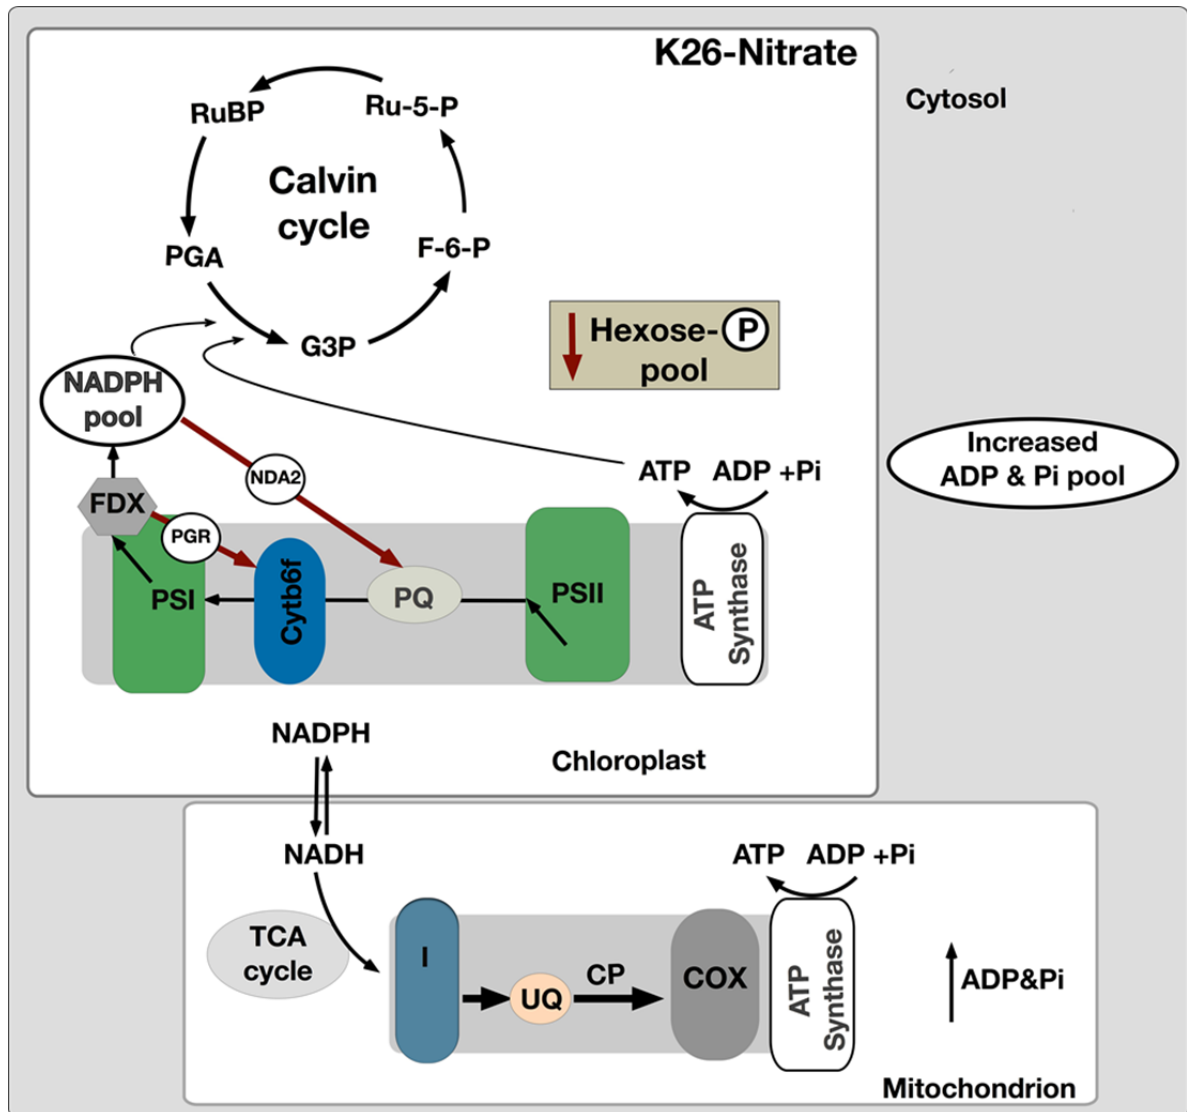 K26-Nitrate
Cytosol
RuBP
Ru-5-P
Calvin
cycle
PGA
F-6-P
G3P
Hexose-P
pool
NADPH
pool
NDA2
ATP ADP +Pi
Increased
ADP & Pi pool
FDX
PGR
PSI
Cytb6f
PQ
PSII
ATP
Synthase
NADPH
Chloroplast
NADH
ATP ADP +Pi
TCA
cycle
I
UQ
CP
COX
ATP
Synthase
ADP&Pi
Mitochondrion